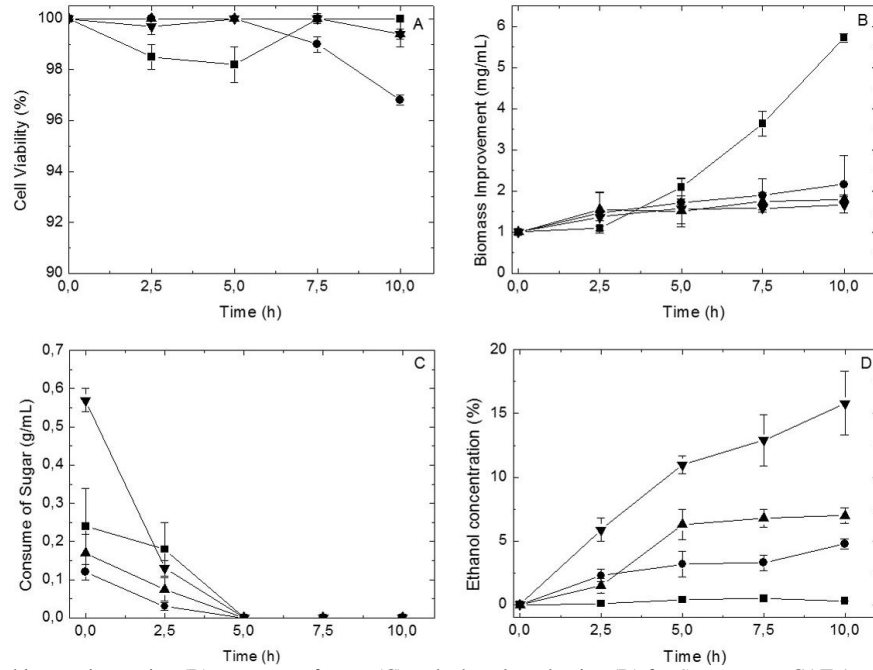 A
100
98
96
94
92
90
Cell Viability (%)
0,0 2,5 5,0 7,5 10,0
Time (h)
B
6
5
4
3
2
1
0
Biomass Improvement (mg/mL)
0,0 2,5 5,0 7,5 10,0
Time (h)
C
0,7
0,6
0,5
0,4
0,3
0,2
0,1
0,0
Consume of Sugar (g/mL)
0,0 2,5 5,0 7,5 10,0
Time (h)
D
20
15
10
5
0
Ethanol concentration (%)
0,0 2,5 5,0 7,5 10,0
Time (h)